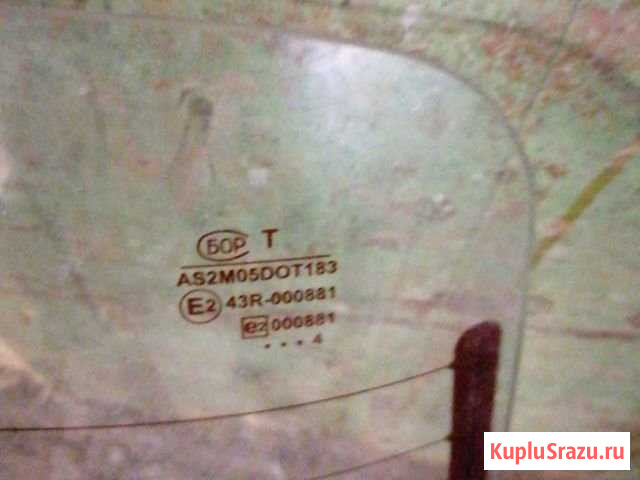 БОР T
AS2M05DOT183
E2 43R-000881
e2 000881
...4
KupluSrazu.ru